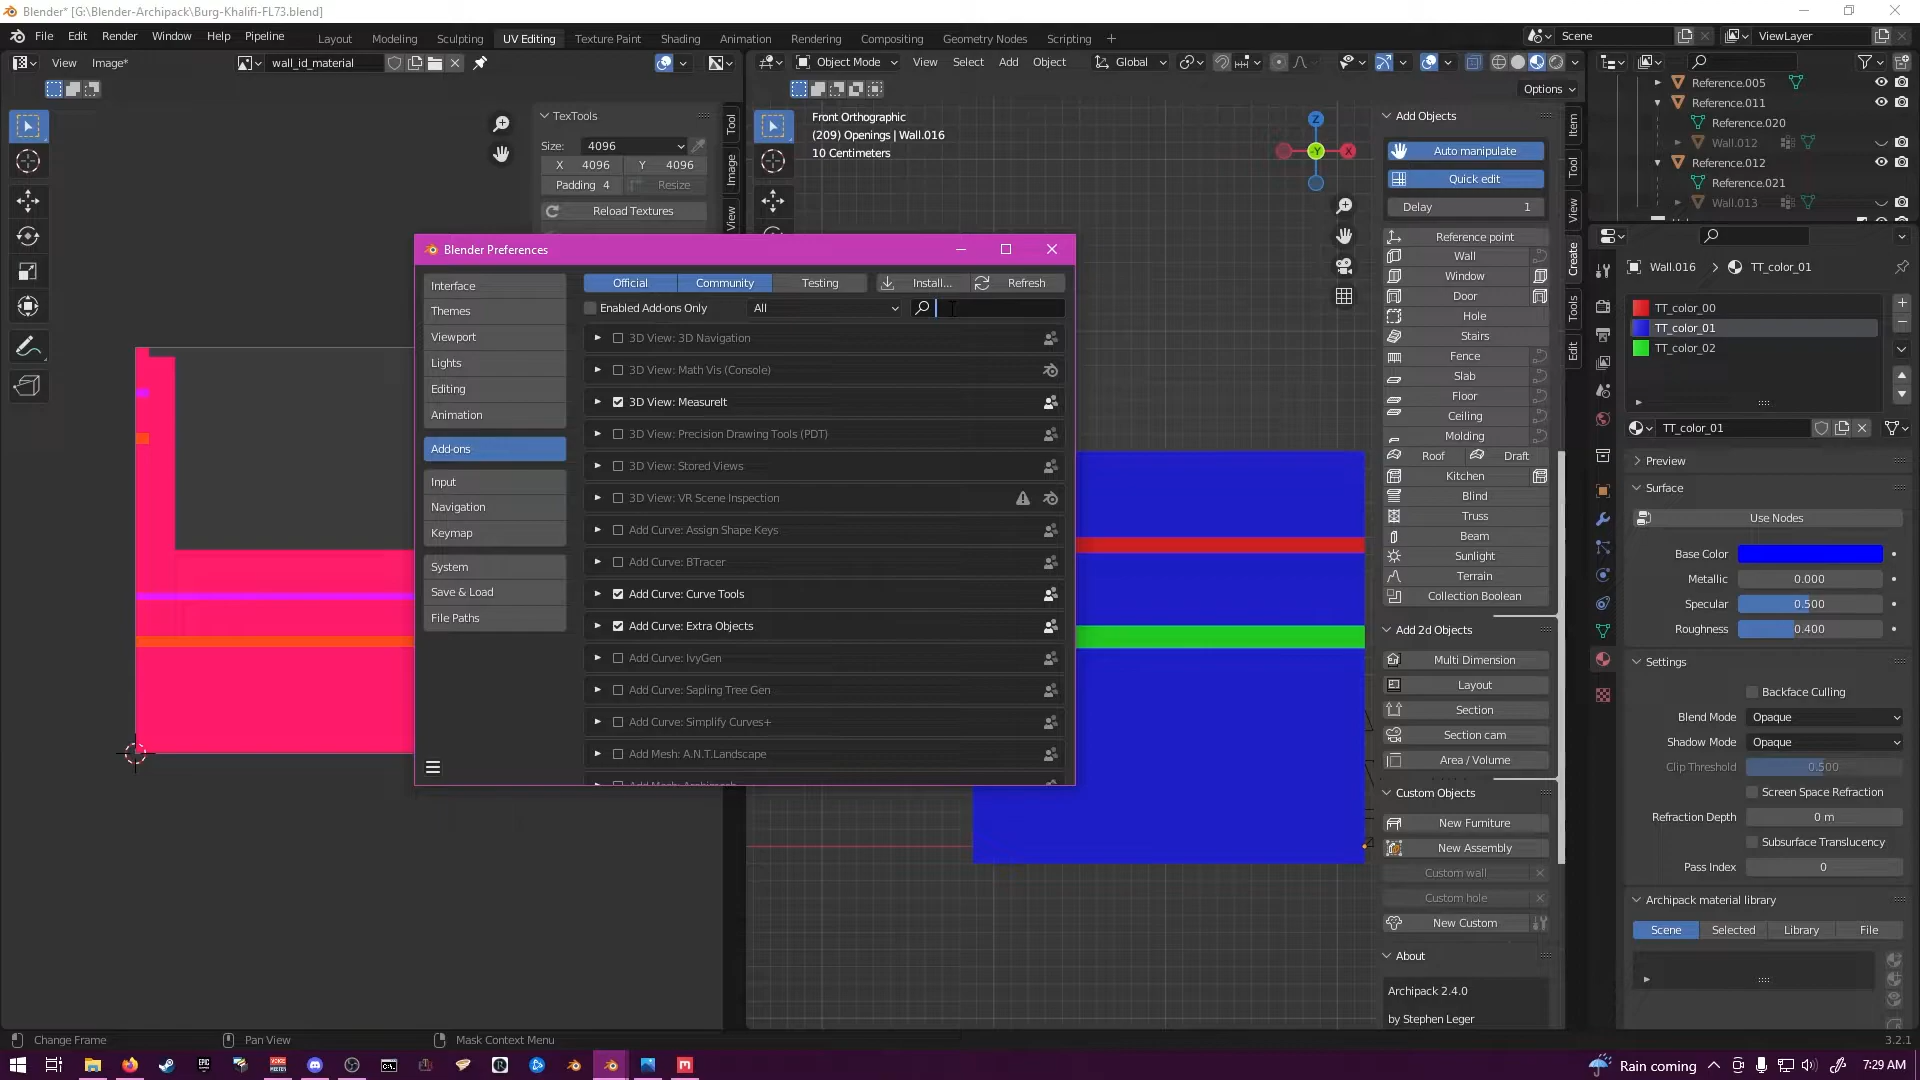 Blender* [G:\Blender-Archipack\Burg-Khalifi-FL73.blend]
File Edit Render Window Help Pipeline
Layout Modeling Sculpting UV Editing Texture Paint Shading Animation Rendering Compositing Geometry Nodes Scripting +
Scene ViewLayer
View Image* wall_id_material
Object Mode View Select Add Object Global
Options
TexTools
Size: 4096
X 4096 Y 4096
Padding 4 Resize
Reload Textures
Tool
Image
View
Front Orthographic
(209) Openings | Wall.016
10 Centimeters
Z
-Y
X
Item
Tool
View
Create
Tools
Edit
Add Objects
Auto manipulate
Quick edit
Delay 1
Reference point
Wall
Window
Door
Hole
Stairs
Fence
Slab
Floor
Ceiling
Molding
Roof Draft
Kitchen
Blind
Truss
Beam
Sunlight
Terrain
Collection Boolean
Add 2d Objects
Multi Dimension
Layout
Section
Section cam
Area / Volume
Custom Objects
New Furniture
New Assembly
Custom wall
Custom hole
New Custom
About
Archipack 2.4.0
by Stephen Leger
Reference.005
Reference.011
Reference.020
Wall.012
Reference.012
Reference.021
Wall.013
Wall.016 TT_color_01
TT_color_00
TT_color_01
TT_color_02
TT_color_01
Preview
Surface
Use Nodes
Base Color
Metallic 0.000
Specular 0.500
Roughness 0.400
Settings
Backface Culling
Blend Mode Opaque
Shadow Mode Opaque
Clip Threshold 0.500
Screen Space Refraction
Refraction Depth 0 m
Subsurface Translucency
Pass Index 0
Archipack material library
Scene Selected Library File
Blender Preferences
Interface
Themes
Viewport
Lights
Editing
Animation
Add-ons
Input
Navigation
Keymap
System
Save & Load
File Paths
Official Community Testing Install... Refresh
Enabled Add-ons Only All
3D View: 3D Navigation
3D View: Math Vis (Console)
3D View: MeasureIt
3D View: Precision Drawing Tools (PDT)
3D View: Stored Views
3D View: VR Scene Inspection
Add Curve: Assign Shape Keys
Add Curve: BTracer
Add Curve: Curve Tools
Add Curve: Extra Objects
Add Curve: IvyGen
Add Curve: Sapling Tree Gen
Add Curve: Simplify Curves+
Add Mesh: A.N.T.Landscape
Change Frame Pan View Mask Context Menu
3.2.1
Rain coming 7:29 AM